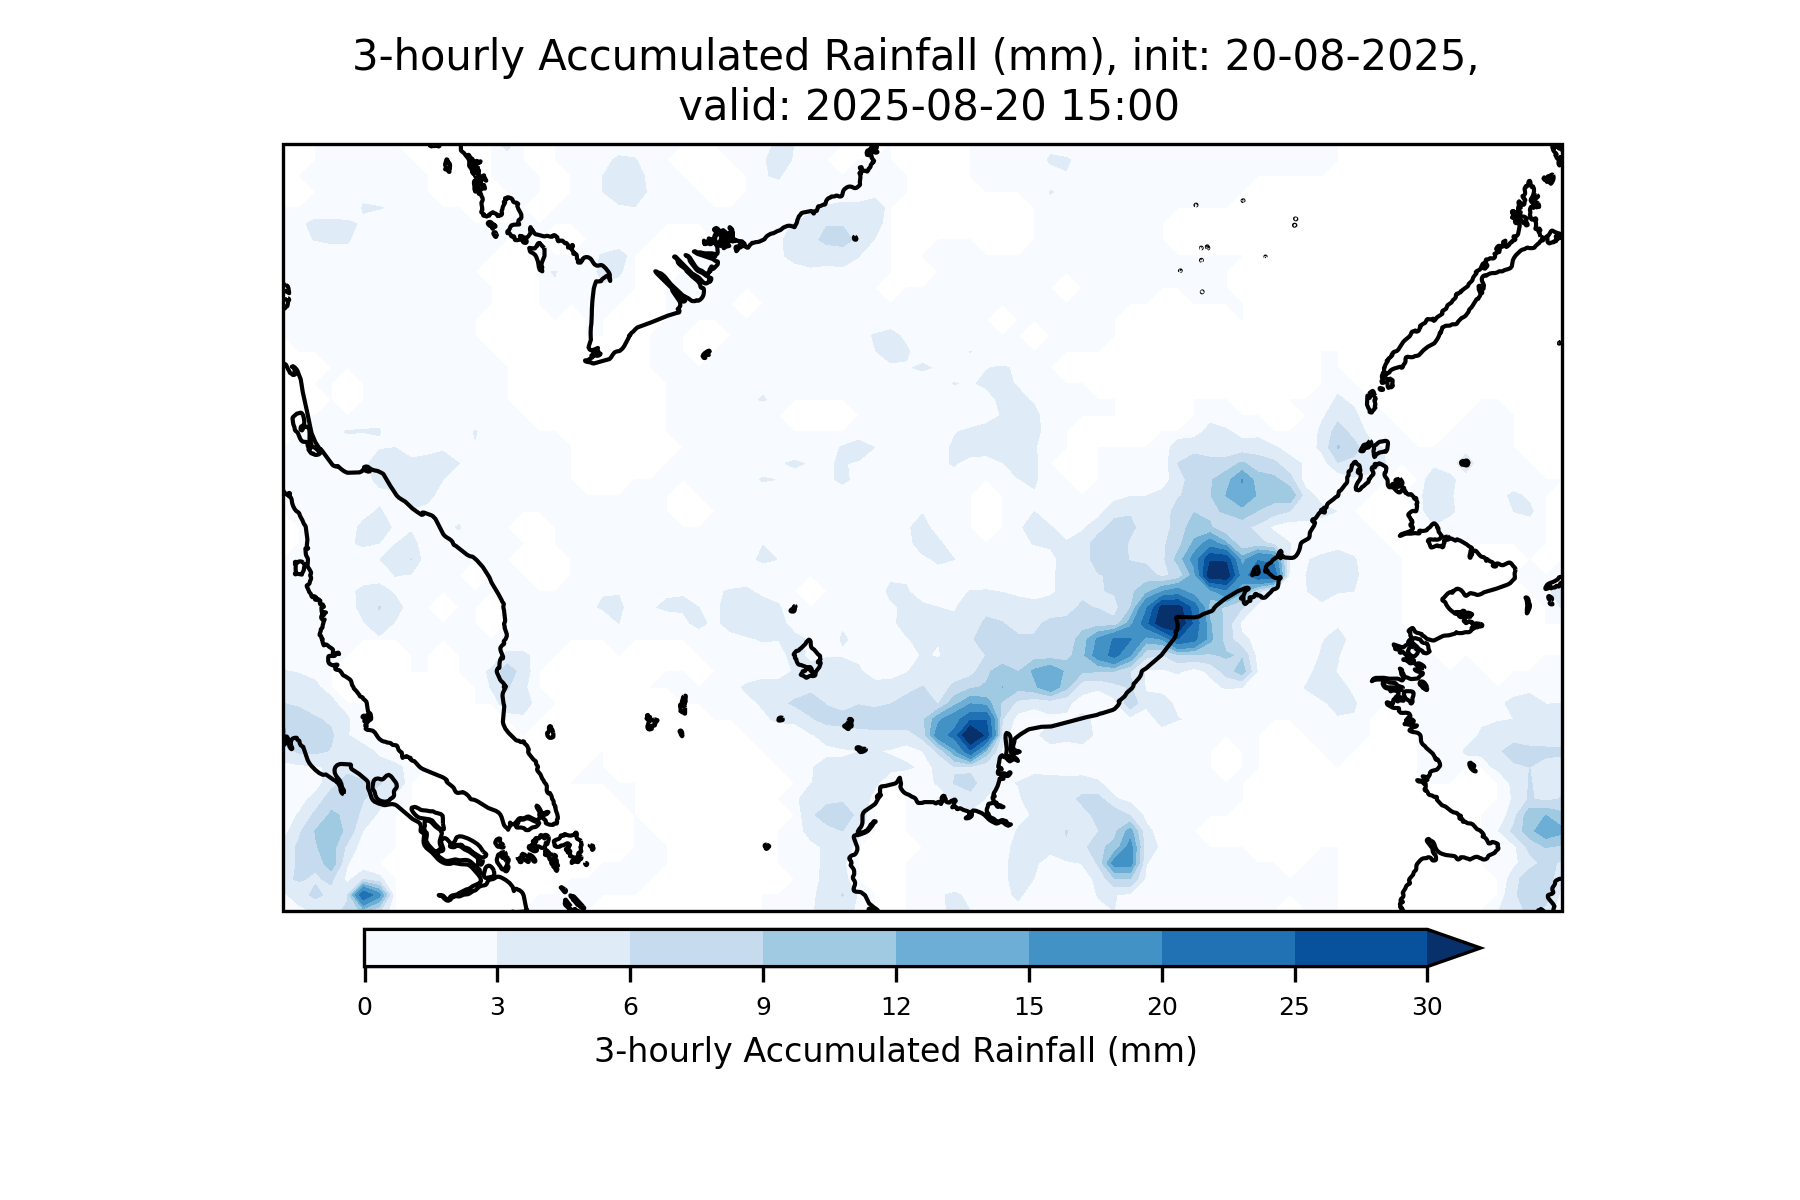 3-hourly Accumulated Rainfall (mm), init: 20-08-2025,
valid: 2025-08-20 15:00
0 3 6 9 12 15 20 25 30
3-hourly Accumulated Rainfall (mm)